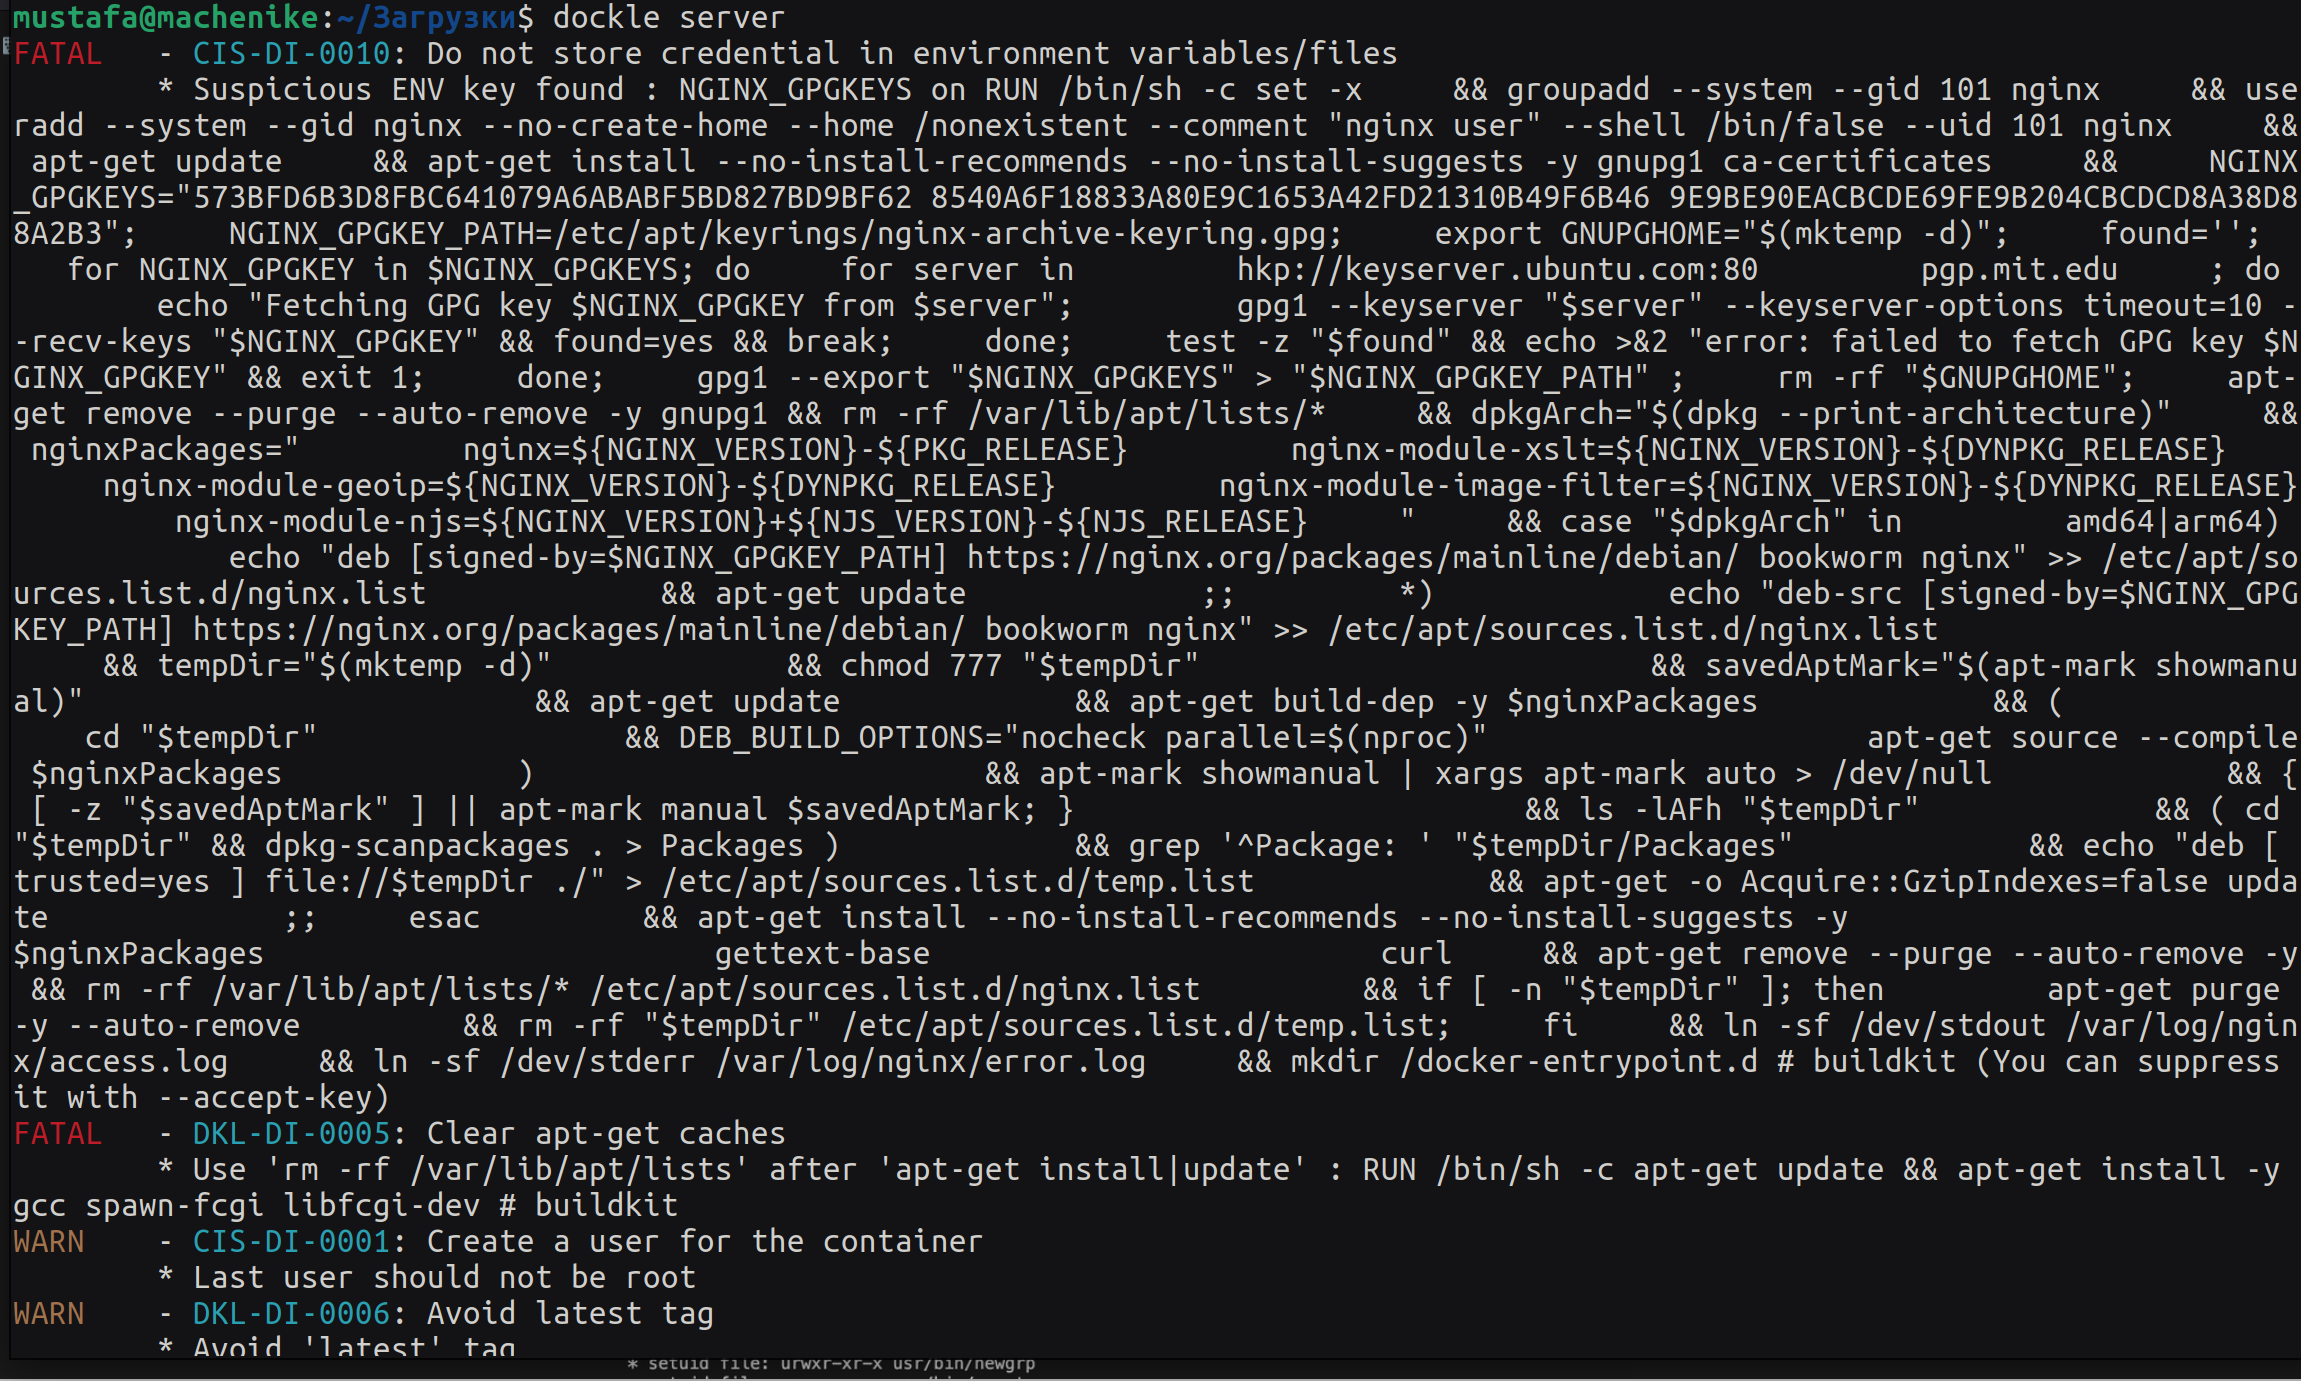 mustafa@machenike:~/Загрузки$ dockle server
FATAL   - CIS-DI-0010: Do not store credential in environment variables/files
        * Suspicious ENV key found : NGINX_GPGKEYS on RUN /bin/sh -c set -x     && groupadd --system --gid 101 nginx     && use
radd --system --gid nginx --no-create-home --home /nonexistent --comment "nginx user" --shell /bin/false --uid 101 nginx     &&
 apt-get update     && apt-get install --no-install-recommends --no-install-suggests -y gnupg1 ca-certificates     &&     NGINX
_GPGKEYS="573BFD6B3D8FBC641079A6ABABF5BD827BD9BF62 8540A6F18833A80E9C1653A42FD21310B49F6B46 9E9BE90EACBCDE69FE9B204CBCDCD8A38D8
8A2B3";     NGINX_GPGKEY_PATH=/etc/apt/keyrings/nginx-archive-keyring.gpg;     export GNUPGHOME="$(mktemp -d)";     found='';
   for NGINX_GPGKEY in $NGINX_GPGKEYS; do     for server in         hkp://keyserver.ubuntu.com:80         pgp.mit.edu     ; do
        echo "Fetching GPG key $NGINX_GPGKEY from $server";         gpg1 --keyserver "$server" --keyserver-options timeout=10 -
-recv-keys "$NGINX_GPGKEY" && found=yes && break;     done;     test -z "$found" && echo >&2 "error: failed to fetch GPG key $N
GINX_GPGKEY" && exit 1;     done;     gpg1 --export "$NGINX_GPGKEYS" > "$NGINX_GPGKEY_PATH" ;     rm -rf "$GNUPGHOME";     apt-
get remove --purge --auto-remove -y gnupg1 && rm -rf /var/lib/apt/lists/*     && dpkgArch="$(dpkg --print-architecture)"     &&
 nginxPackages="         nginx=${NGINX_VERSION}-${PKG_RELEASE}         nginx-module-xslt=${NGINX_VERSION}-${DYNPKG_RELEASE}
     nginx-module-geoip=${NGINX_VERSION}-${DYNPKG_RELEASE}         nginx-module-image-filter=${NGINX_VERSION}-${DYNPKG_RELEASE}
         nginx-module-njs=${NGINX_VERSION}+${NJS_VERSION}-${NJS_RELEASE}     "     && case "$dpkgArch" in         amd64|arm64)
            echo "deb [signed-by=$NGINX_GPGKEY_PATH] https://nginx.org/packages/mainline/debian/ bookworm nginx" >> /etc/apt/so
urces.list.d/nginx.list             && apt-get update             ;;         *)             echo "deb-src [signed-by=$NGINX_GPG
KEY_PATH] https://nginx.org/packages/mainline/debian/ bookworm nginx" >> /etc/apt/sources.list.d/nginx.list
     && tempDir="$(mktemp -d)"             && chmod 777 "$tempDir"                         && savedAptMark="$(apt-mark showmanu
al)"                         && apt-get update             && apt-get build-dep -y $nginxPackages             && (
    cd "$tempDir"                 && DEB_BUILD_OPTIONS="nocheck parallel=$(nproc)"                     apt-get source --compile
 $nginxPackages             )                         && apt-mark showmanual | xargs apt-mark auto > /dev/null             && {
 [ -z "$savedAptMark" ] || apt-mark manual $savedAptMark; }                         && ls -lAFh "$tempDir"             && ( cd
"$tempDir" && dpkg-scanpackages . > Packages )             && grep '^Package: ' "$tempDir/Packages"             && echo "deb [
trusted=yes ] file://$tempDir ./" > /etc/apt/sources.list.d/temp.list             && apt-get -o Acquire::GzipIndexes=false upda
te             ;;     esac         && apt-get install --no-install-recommends --no-install-suggests -y
$nginxPackages                         gettext-base                         curl     && apt-get remove --purge --auto-remove -y
 && rm -rf /var/lib/apt/lists/* /etc/apt/sources.list.d/nginx.list         && if [ -n "$tempDir" ]; then         apt-get purge
-y --auto-remove         && rm -rf "$tempDir" /etc/apt/sources.list.d/temp.list;     fi     && ln -sf /dev/stdout /var/log/ngin
x/access.log     && ln -sf /dev/stderr /var/log/nginx/error.log     && mkdir /docker-entrypoint.d # buildkit (You can suppress
it with --accept-key)
FATAL   - DKL-DI-0005: Clear apt-get caches
        * Use 'rm -rf /var/lib/apt/lists' after 'apt-get install|update' : RUN /bin/sh -c apt-get update && apt-get install -y
gcc spawn-fcgi libfcgi-dev # buildkit
WARN    - CIS-DI-0001: Create a user for the container
        * Last user should not be root
WARN    - DKL-DI-0006: Avoid latest tag
        * Avoid 'latest' tag
* setuid file: urwxr-xr-x usr/bin/newgrp